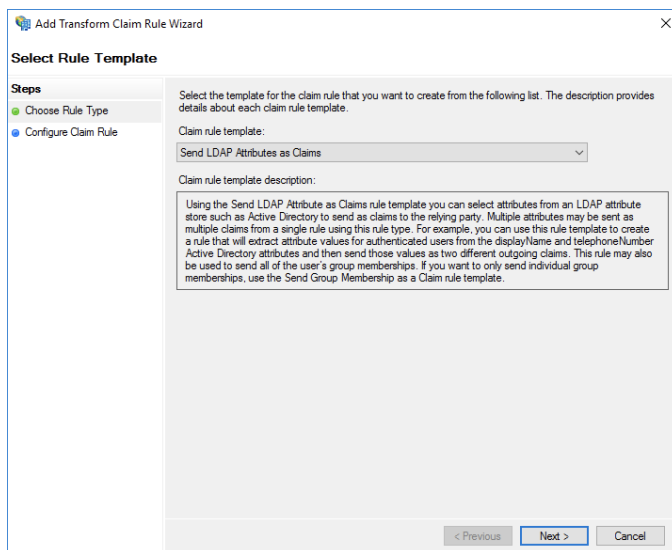 Add Transform Claim Rule Wizard
Select Rule Template
Steps
Choose Rule Type
Configure Claim Rule
Select the template for the claim rule that you want to create from the following list. The description provides
details about each claim rule template.
Claim rule template:
Send LDAP Attributes as Claims
Claim rule template description:
Using the Send LDAP Attribute as Claims rule template you can select attributes from an LDAP attribute
store such as Active Directory to send as claims to the relying party. Multiple attributes may be sent as
multiple claims from a single rule using this rule type. For example, you can use this rule template to create
a rule that will extract attribute values for authenticated users from the displayName and telephoneNumber
Active Directory attributes and then send those values as two different outgoing claims. This rule may also
be used to send all of the user's group memberships. If you want to only send individual group
memberships, use the Send Group Membership as a Claim rule template.
< Previous
Next >
Cancel